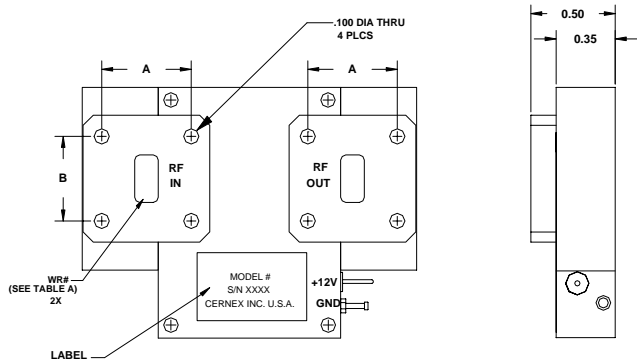 .100 DIA THRU
4 PLCS
A
A
B
RF
IN
RF
OUT
WR#
(SEE TABLE A)
2X
MODEL #
S/N XXXX
CERNEX INC. U.S.A.
+12V
GND
LABEL
0.50
0.35